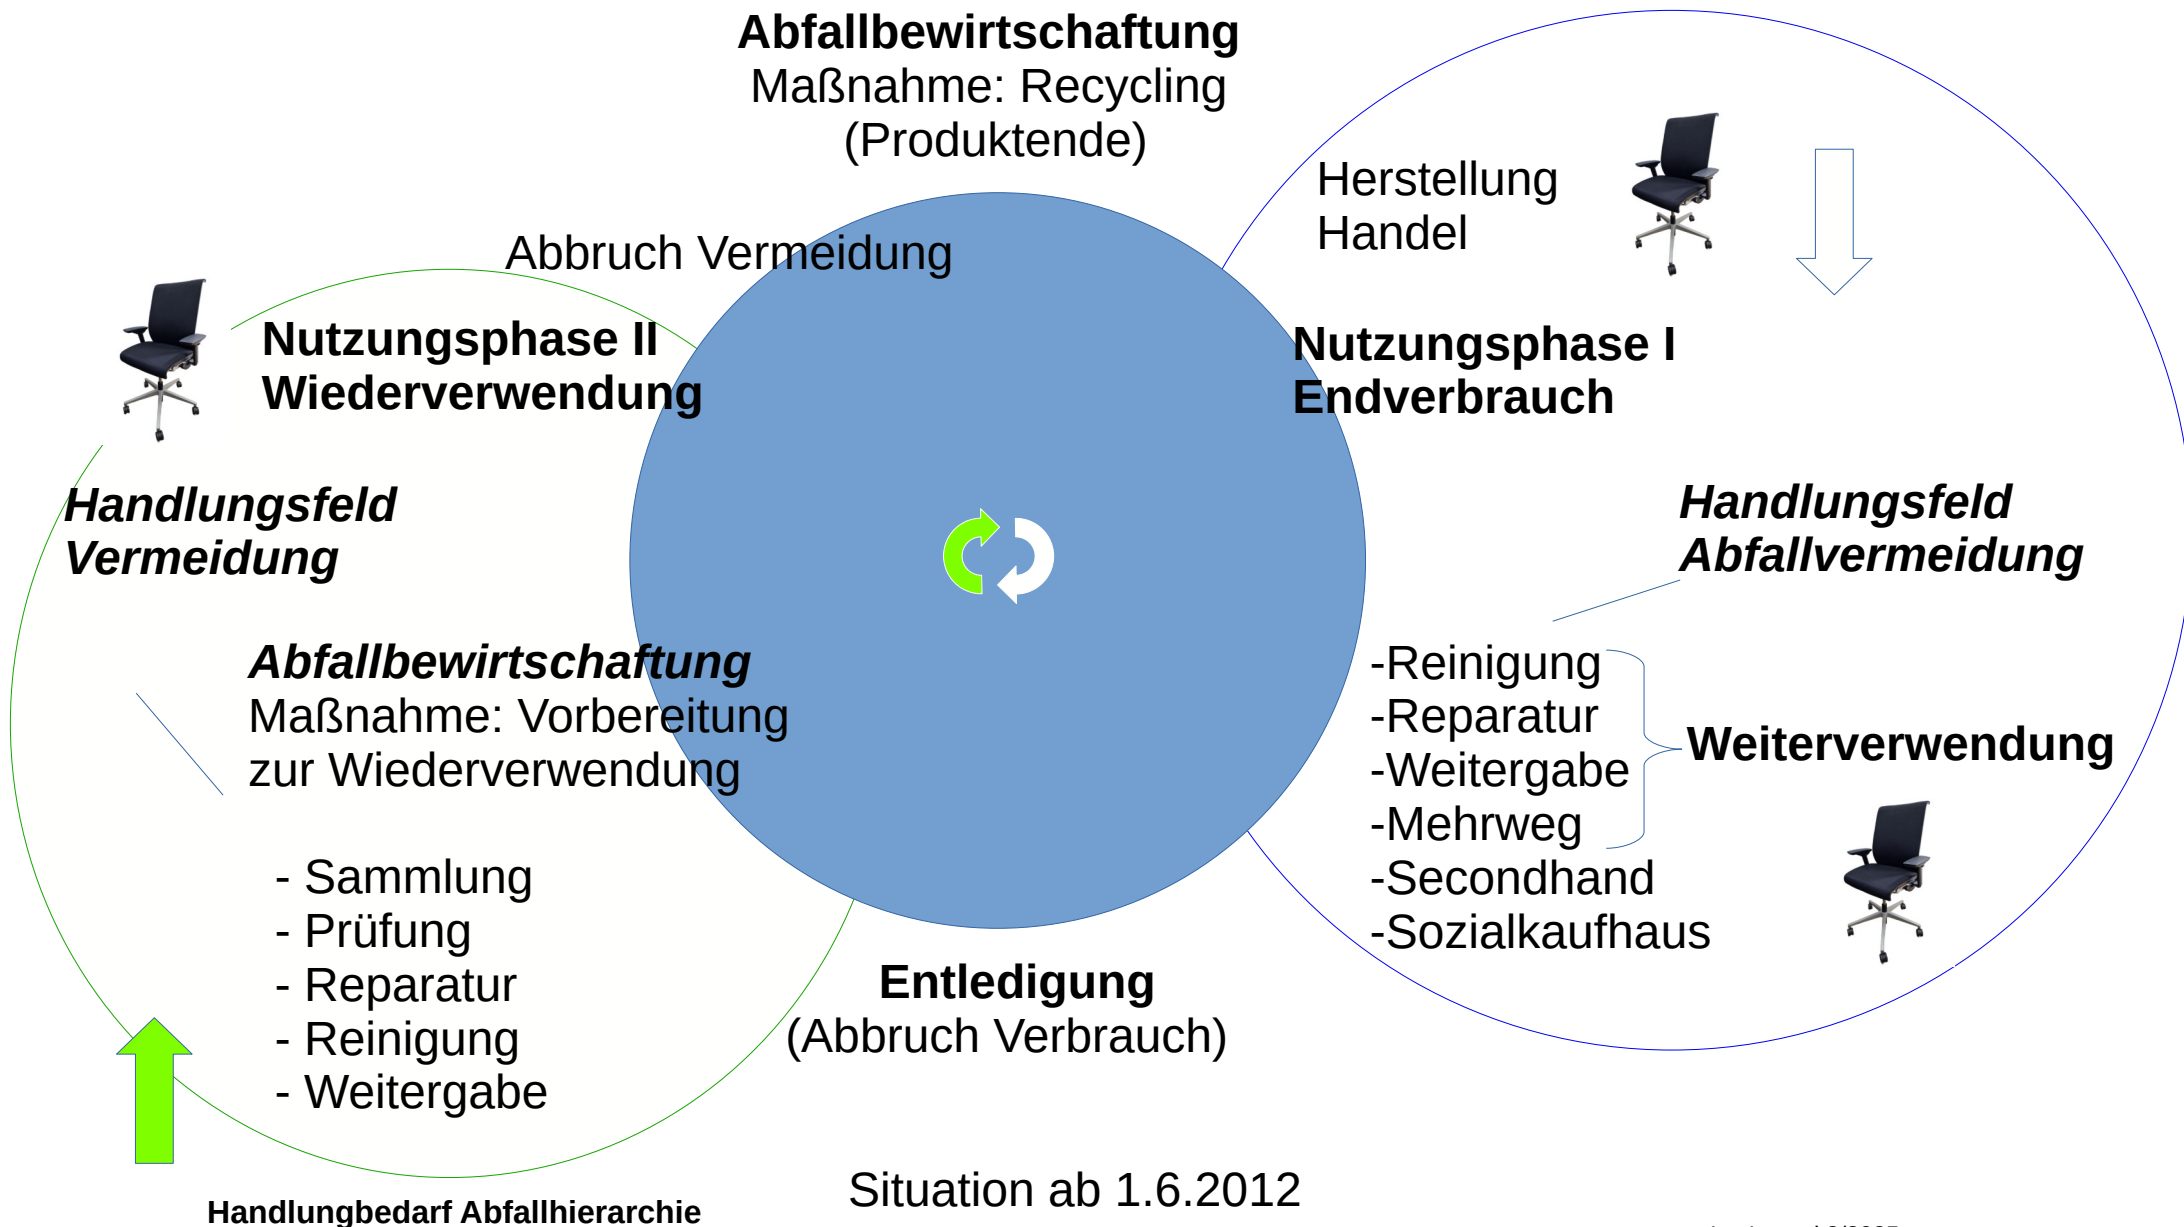 Abfallbewirtschaftung
Maßnahme: Recycling
(Produktende)
Herstellung
Handel
Abbruch Vermeidung
Nutzungsphase II
Wiederverwendung
Nutzungsphase I
Endverbrauch
Handlungsfeld
Vermeidung
Handlungsfeld
Abfallvermeidung
Abfallbewirtschaftung
Maßnahme: Vorbereitung
zur Wiederverwendung
- Sammlung
- Prüfung
- Reparatur
- Reinigung
- Weitergabe
-Reinigung
-Reparatur
-Weitergabe
-Mehrweg
-Secondhand
-Sozialkaufhaus
Weiterverwendung
Entledigung
(Abbruch Verbrauch)
Situation ab 1.6.2012
Handlungbedarf Abfallhierarchie